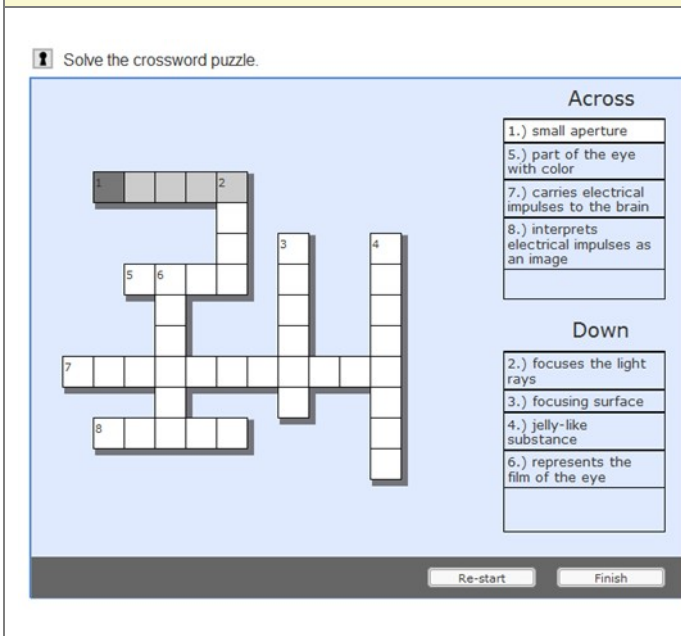 Solve the crossword puzzle.
Across
1.) small aperture
5.) part of the eye
with color
7.) carries electrical
impulses to the brain
8.) interprets
electrical impulses as
an image
1
2
3
4
5 6
7
8
Down
2.) focuses the light
rays
3.) focusing surface
4.) jelly-like
substance
6.) represents the
film of the eye
Re-start
Finish